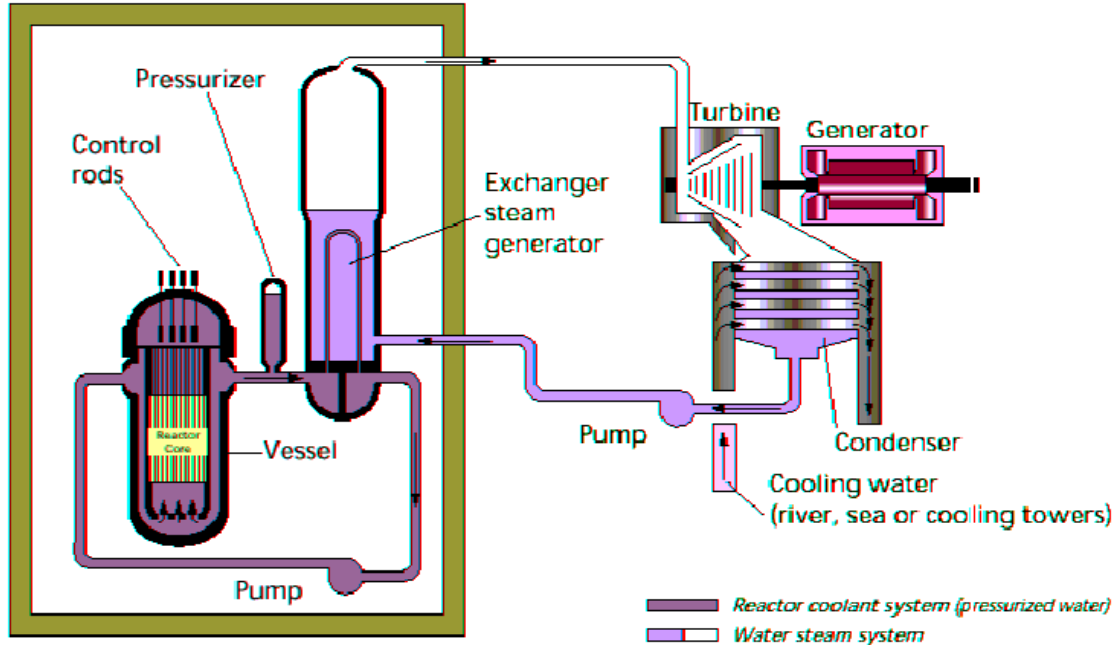 Pressurizer
Control
rods
Exchanger
steam
generator
Turbine
Generator
Reactor
Core
Vessel
Pump
Pump
Condenser
Cooling water
(river, sea or cooling towers)
Reactor coolant system (pressurized water)
Water steam system